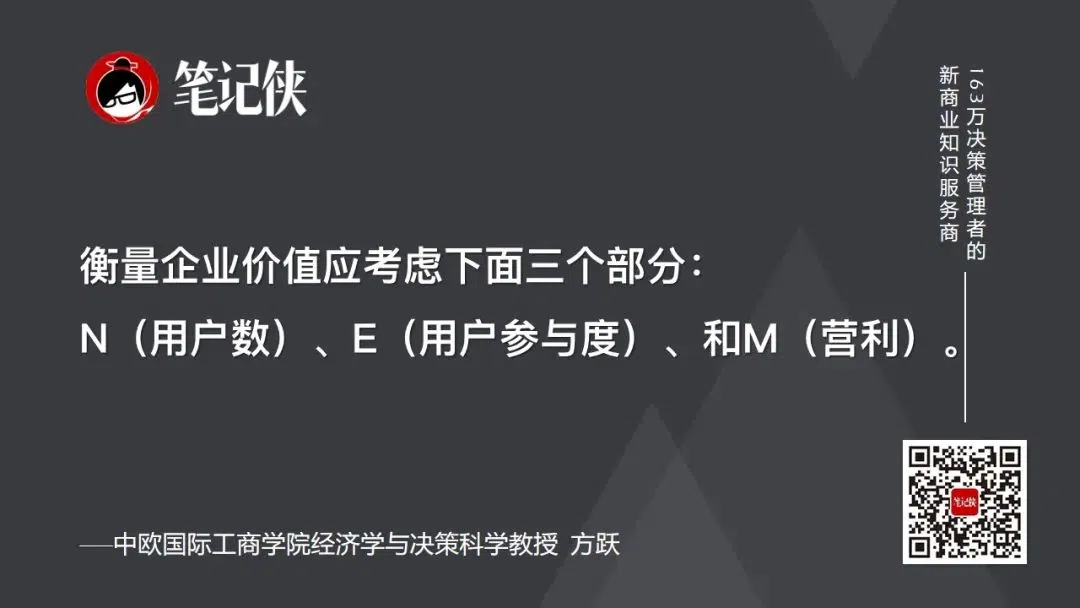 笔记侠
163万决策管理者的
新商业知识服务商
衡量企业价值应考虑下面三个部分：
N（用户数）、E（用户参与度）、和M（营利）。
——中欧国际工商学院经济学与决策科学教授 方跃
笔记侠